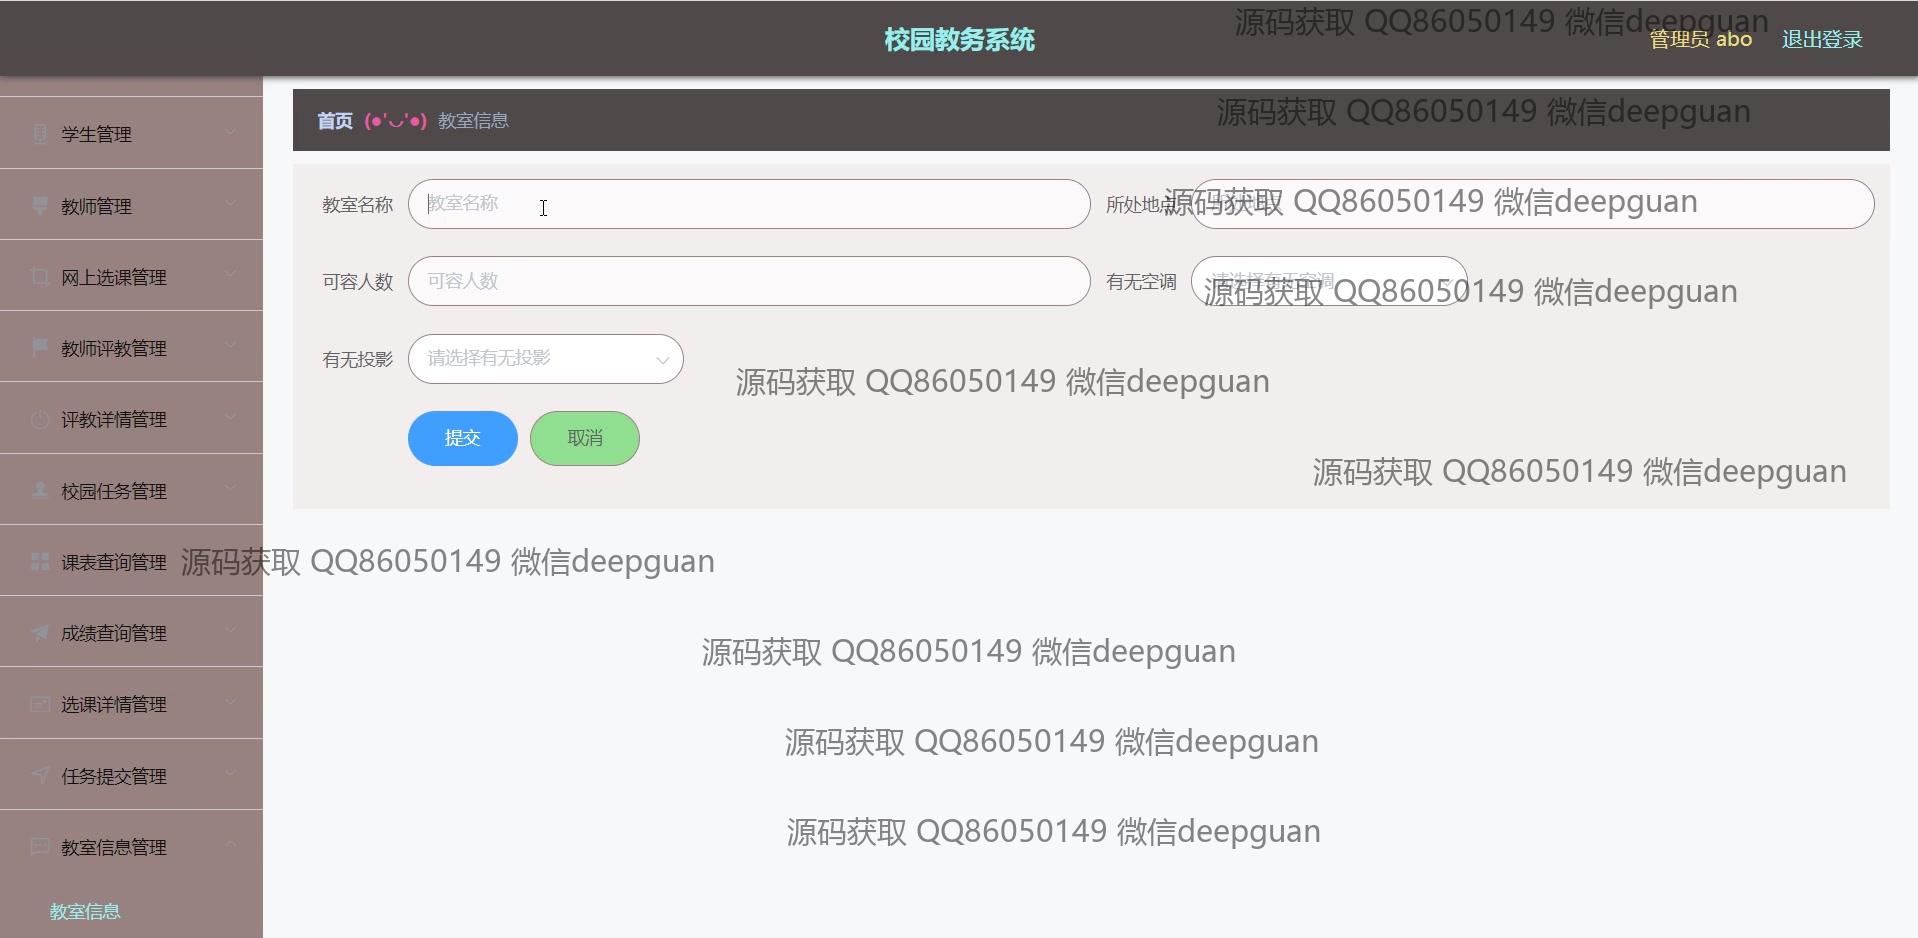 校园教务系统
源码获取 QQ86050149 微信deepguan
管理员 abo
退出登录
首页 (●'◡'●) 教室信息
源码获取 QQ86050149 微信deepguan
学生管理
教师管理
网上选课管理
教师评教管理
评教详情管理
校园任务管理
课表查询管理
成绩查询管理
选课详情管理
任务提交管理
教室信息管理
教室信息
教室名称 教室名称
所处地点
源码获取 QQ86050149 微信deepguan
可容人数 可容人数
有无空调 请选择有无空调
源码获取 QQ86050149 微信deepguan
有无投影 请选择有无投影
源码获取 QQ86050149 微信deepguan
提交 取消
源码获取 QQ86050149 微信deepguan
源码获取 QQ86050149 微信deepguan
源码获取 QQ86050149 微信deepguan
源码获取 QQ86050149 微信deepguan
源码获取 QQ86050149 微信deepguan